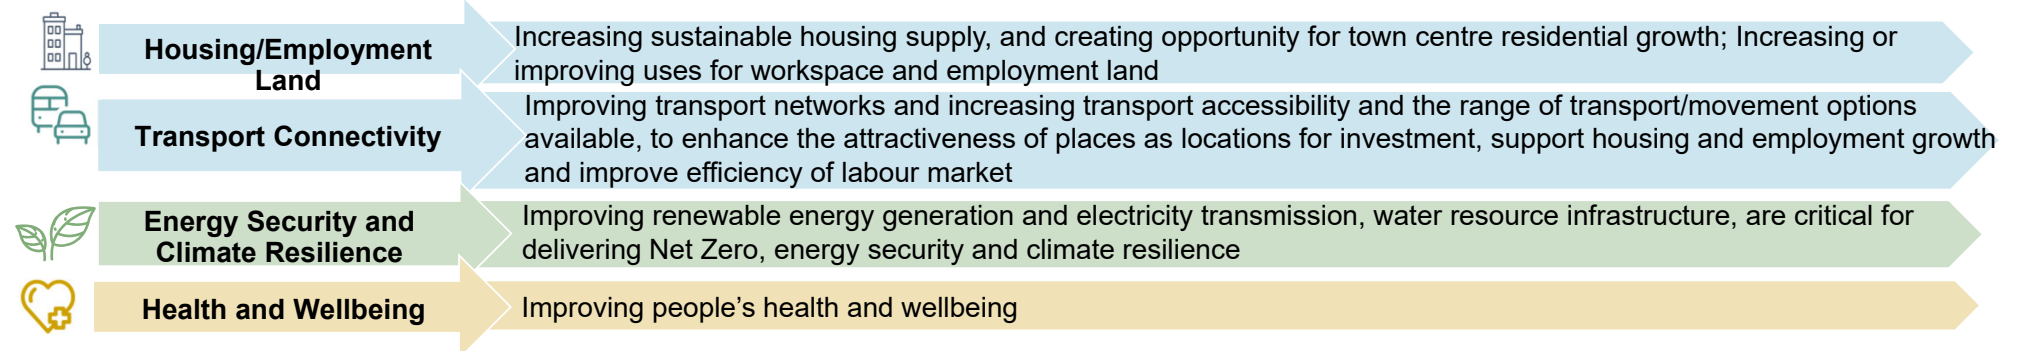 Housing/Employment
Land
Increasing sustainable housing supply, and creating opportunity for town centre residential growth; Increasing or
improving uses for workspace and employment land
Transport Connectivity
Improving transport networks and increasing transport accessibility and the range of transport/movement options
available, to enhance the attractiveness of places as locations for investment, support housing and employment growth
and improve efficiency of labour market
Energy Security and
Climate Resilience
Improving renewable energy generation and electricity transmission, water resource infrastructure, are critical for
delivering Net Zero, energy security and climate resilience
Health and Wellbeing
Improving people’s health and wellbeing